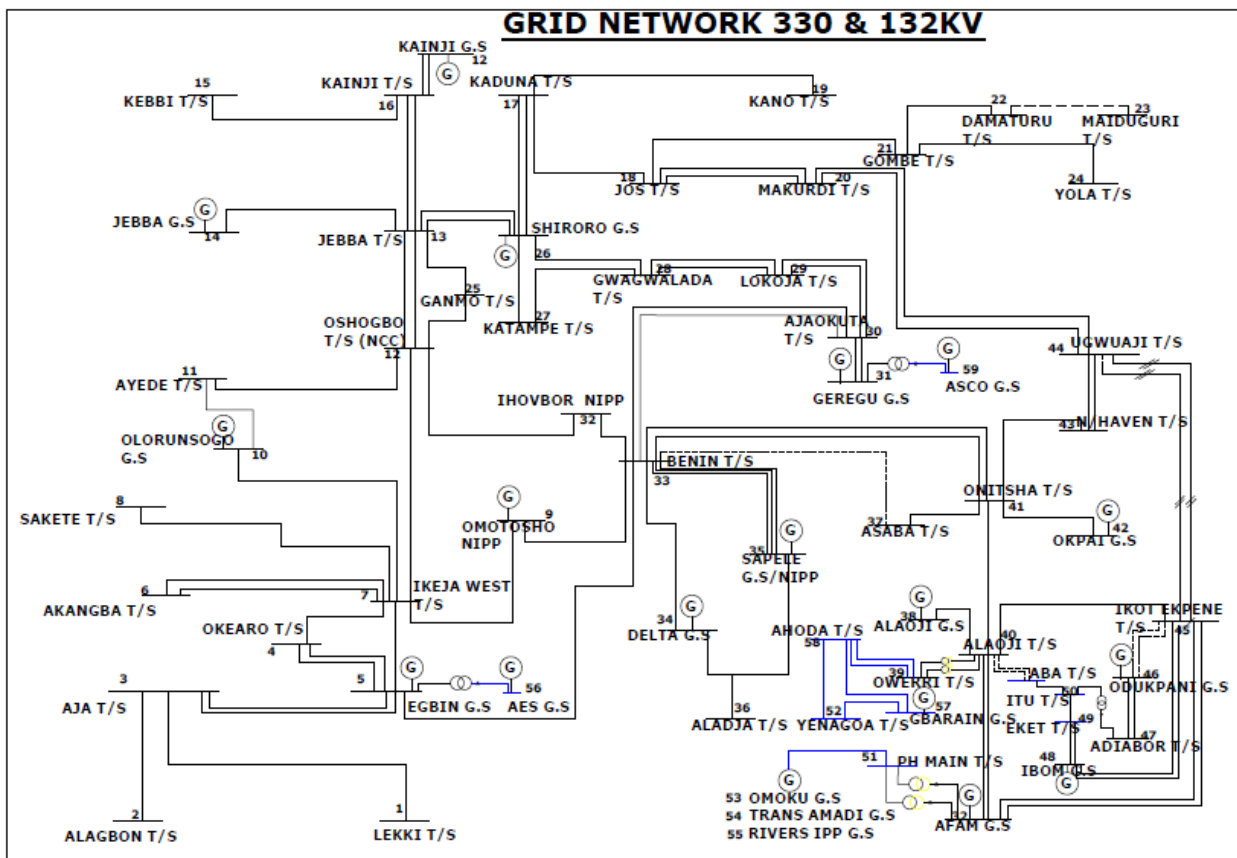 GRID NETWORK 330 & 132KV
KAINJI G.S
12
G
15
KEBBI T/S
KAINJI T/S
16
KADUNA T/S
17
19
KANO T/S
22
DAMATURU
T/S
23
MAIDUGURI
T/S
21
GOMBE T/S
18
JOS T/S
20
MAKURDI T/S
24
YOLA T/S
G
JEBBA G.S
14
JEBBA T/S
13
SHIRORO G.S
G
26
25
GANMO T/S
28
GWAGWALADA
T/S
29
LOKOJA T/S
27
KATAMPE T/S
OSHOGBO
T/S (NCC)
12
AJAOKUTA
T/S
30
UGWUAJI T/S
44
11
AYEDE T/S
G
31
GEREGU G.S
G
59
ASCO G.S
IHOVBOR NIPP
32
N/HAVEN T/S
43
G
OLORUNSOGO
G.S
10
BENIN T/S
33
ONITSHA T/S
41
8
SAKETE T/S
G
9
OMOTOSHO
NIPP
37
ASABA T/S
G
42
OKPAI G.S
G
35
SAPELE
G.S/NIPP
6
AKANGBA T/S
7
IKEJA WEST
T/S
OKEARO T/S
4
G
34
DELTA G.S
AHODA T/S
58
G
38
ALAOJI G.S
40
ALAOJI T/S
IKOT EKPENE
T/S
45
3
AJA T/S
5
G
EGBIN G.S
G
56
AES G.S
39
OWERRI T/S
ABA T/S
G
46
ODUKPANI G.S
50
ITU T/S
36
ALADJA T/S
52
YENAGOA T/S
G
57
GBARAIN G.S
49
EKET T/S
47
ADIABOR T/S
48
IBOM G.S
G
51
PH MAIN T/S
G
53 OMOKU G.S
54 TRANS AMADI G.S
55 RIVERS IPP G.S
G
32
AFAM G.S
2
ALAGBON T/S
1
LEKKI T/S